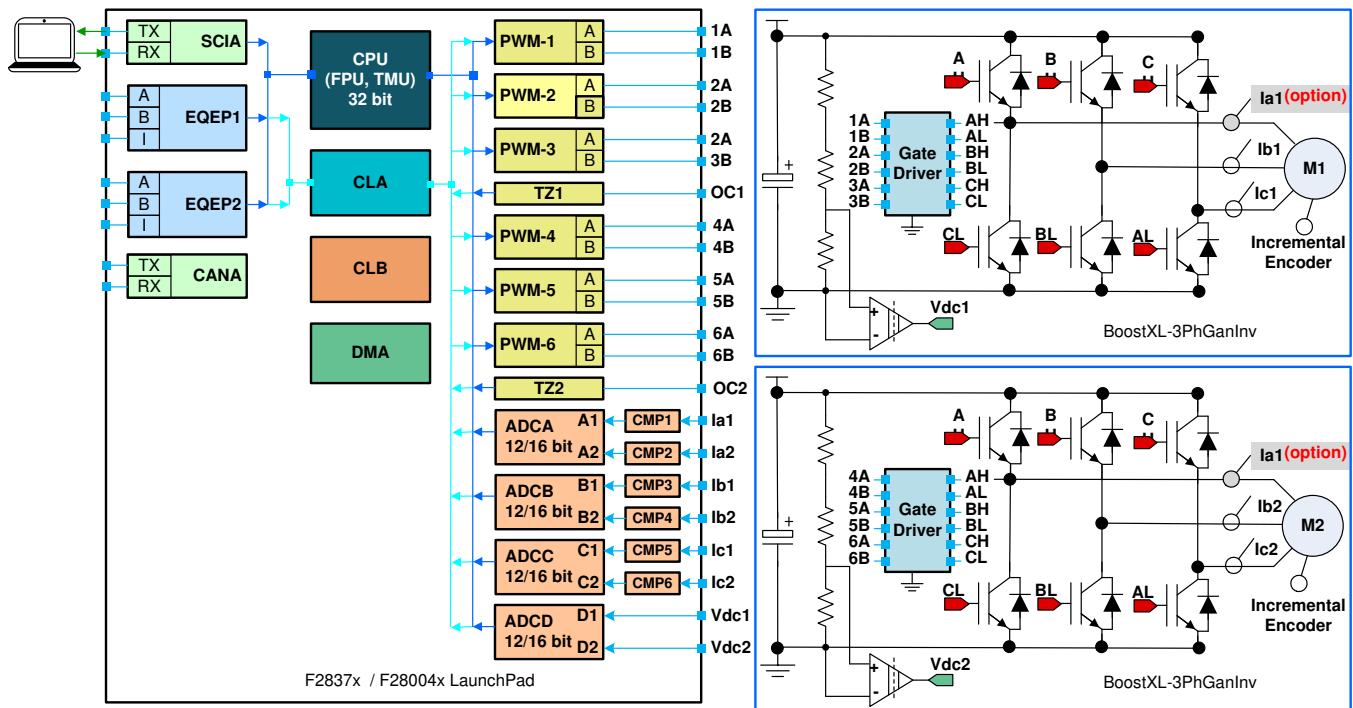 TX
RX
SCIA
A
B
I
EQEP1
A
B
I
EQEP2
TX
RX
CANA
CPU
(FPU, TMU)
32 bit
CLA
CLB
DMA
PWM-1
A
B
1A
1B
PWM-2
A
B
2A
2B
PWM-3
A
B
2A
3B
TZ1
OC1
PWM-4
A
B
4A
4B
PWM-5
A
B
5A
5B
PWM-6
A
B
6A
6B
TZ2
OC2
ADCA
12/16 bit
A1
A2
CMP1
CMP2
Ia1
Ia2
ADCB
12/16 bit
B1
B2
CMP3
CMP4
Ib1
Ib2
ADCC
12/16 bit
C1
C2
CMP5
CMP6
Ic1
Ic2
ADCD
12/16 bit
D1
D2
Vdc1
Vdc2
F2837x / F28004x LaunchPad
+
A
B
C
1A
1B
2A
2B
3A
3B
Gate
Driver
AH
AL
BH
BL
CH
CL
CL
BL
AL
Ia1(option)
Ib1
Ic1
M1
Incremental
Encoder
+
-
Vdc1
BoostXL-3PhGanInv
+
A
B
C
4A
4B
5A
5B
6A
6B
Gate
Driver
AH
AL
BH
BL
CH
CL
CL
BL
AL
Ia1(option)
Ib2
Ic2
M2
Incremental
Encoder
+
-
Vdc2
BoostXL-3PhGanInv